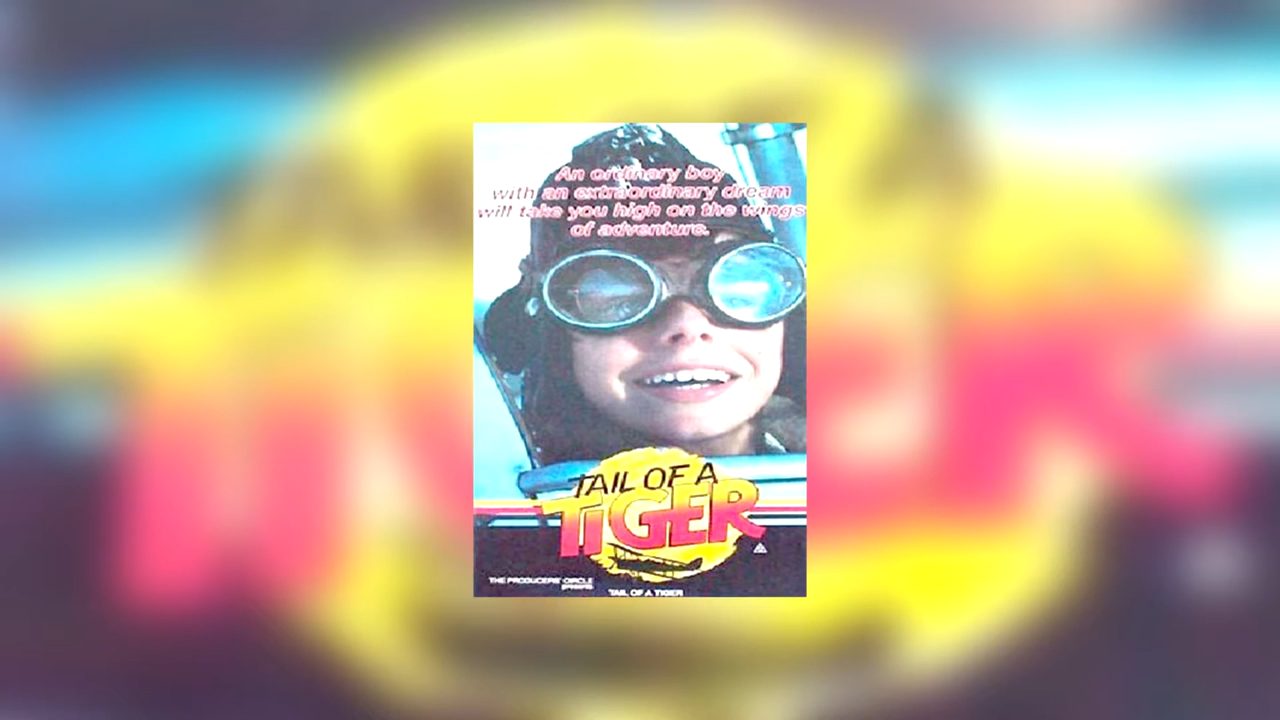 An ordinary boy
with an extraordinary dream
will take you high on the wings
of adventure.
TAIL OF A
TIGER
THE PRODUCERS' CIRCLE
presents
TAIL OF A TIGER